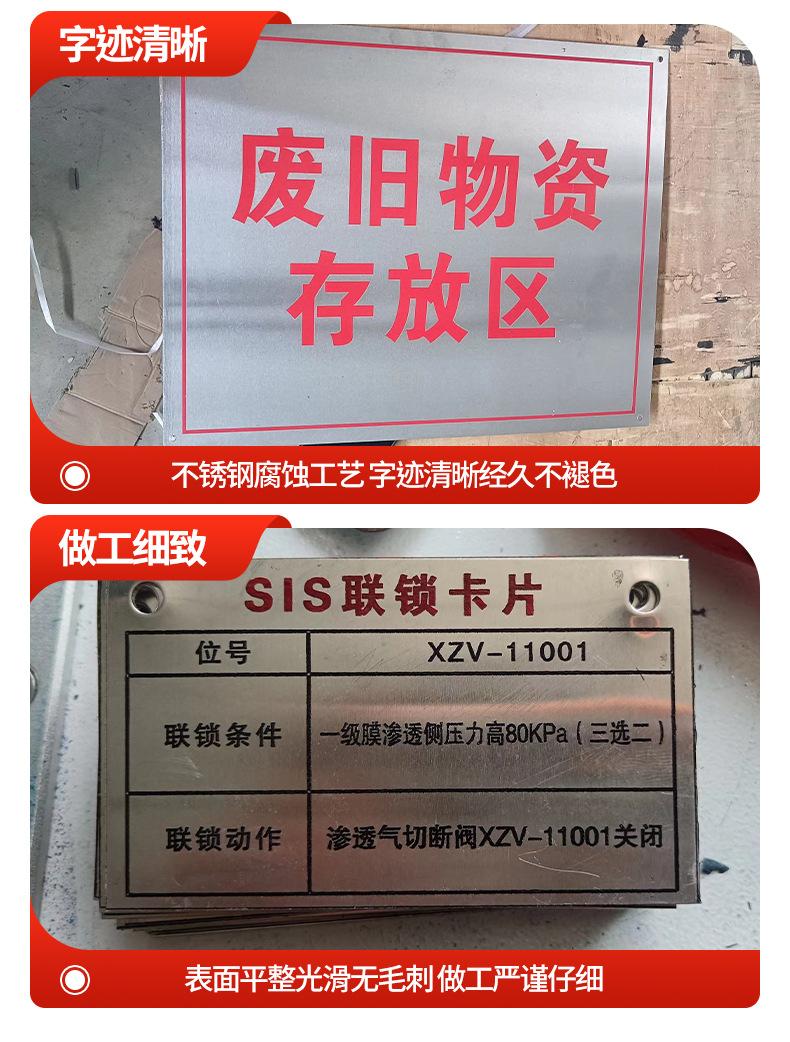 字迹清晰
废旧物资
存放区
不锈钢腐蚀工艺 字迹清晰经久不褪色
做工细致
SIS联锁卡片
位号 XZV-11001
联锁条件 一级膜渗透侧压力高80KPa(三选二)
联锁动作 渗透气切断阀XZV-11001关闭
表面平整光滑无毛刺 做工严谨仔细